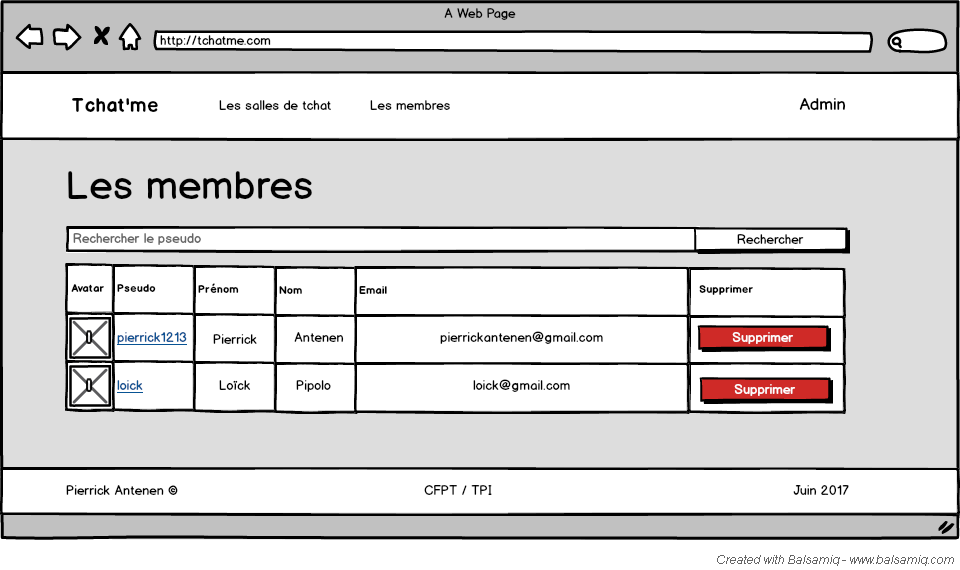 A Web Page
http://tchatme.com
Tchat'me Les salles de tchat Les membres Admin
Les membres
Rechercher le pseudo Rechercher
Avatar Pseudo Prénom Nom Email Supprimer
pierrick1213 Pierrick Antenen pierrickantenen@gmail.com Supprimer
loick Loïck Pipolo loick@gmail.com Supprimer
Pierrick Antenen © CFPT / TPI Juin 2017
Created with Balsamiq - www.balsamiq.com